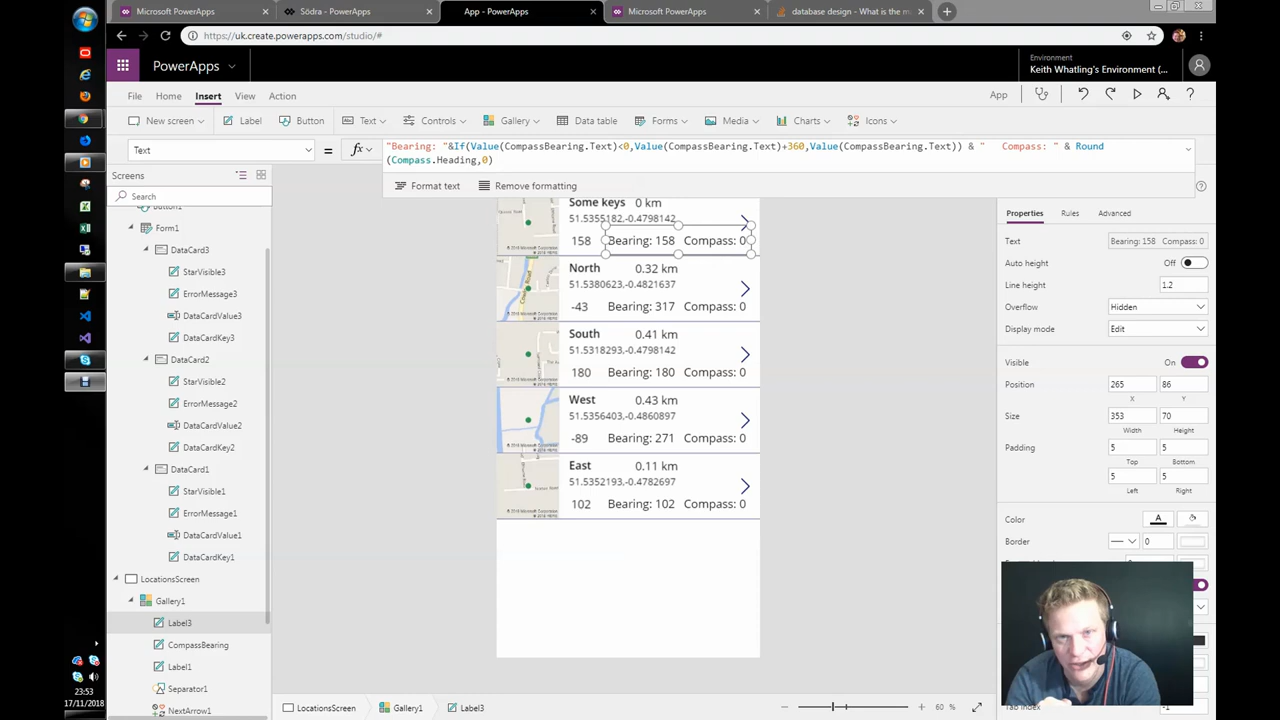 Microsoft PowerApps
Södra - PowerApps
App - PowerApps
Microsoft PowerApps
database design - What is the m
https://uk.create.powerapps.com/studio/#
PowerApps
Environment
Keith Whatling's Environment (...
File
Home
Insert
View
Action
App
New screen
Label
Button
Text
Controls
Gallery
Data table
Forms
Media
Charts
Icons
Text
=
fx
"Bearing: "&If(Value(CompassBearing.Text)<0,Value(CompassBearing.Text)+360,Value(CompassBearing.Text)) & "   Compass: " & Round
(Compass.Heading,0)
Format text
Remove formatting
Screens
Search
Button1
Form1
DataCard3
StarVisible3
ErrorMessage3
DataCardValue3
DataCardKey3
DataCard2
StarVisible2
ErrorMessage2
DataCardValue2
DataCardKey2
DataCard1
StarVisible1
ErrorMessage1
DataCardValue1
DataCardKey1
LocationsScreen
Gallery1
Label3
CompassBearing
Label1
Separator1
NextArrow1
Some keys 0 km
51.5355182,-0.4798142
158 Bearing: 158 Compass: 0
North 0.32 km
51.5380623,-0.4821637
-43 Bearing: 317 Compass: 0
South 0.41 km
51.5318293,-0.4798142
180 Bearing: 180 Compass: 0
West 0.43 km
51.5356403,-0.4860897
-89 Bearing: 271 Compass: 0
East 0.11 km
51.5352193,-0.4782697
102 Bearing: 102 Compass: 0
Properties
Rules
Advanced
Text
Bearing: 158 Compass: 0
Auto height
Off
Line height
1.2
Overflow
Hidden
Display mode
Edit
Visible
On
Position
265
86
X
Y
Size
353
70
Width
Height
Padding
5
5
Top
Bottom
5
5
Left
Right
Color
A
Border
0
Tab index
-1
LocationsScreen
Gallery1
Label3
60 %
23:53
17/11/2018